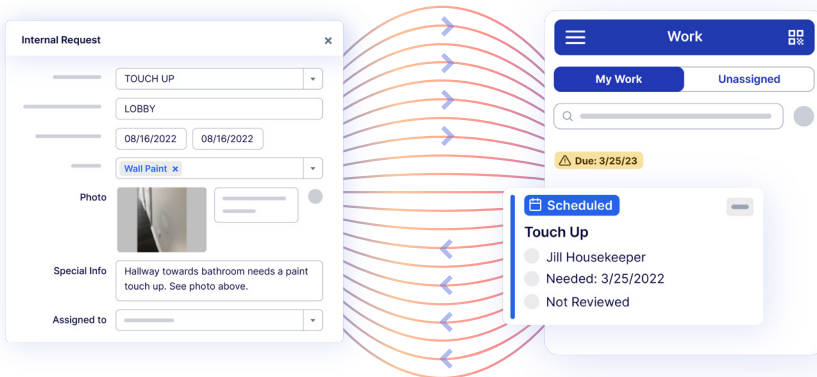 Internal Request ×
TOUCH UP
LOBBY
08/16/2022 08/16/2022
Wall Paint ×
Photo
Special Info
Hallway towards bathroom needs a paint
touch up. See photo above.
Assigned to
Work
My Work Unassigned
Due: 3/25/23
Scheduled
Touch Up
Jill Housekeeper
Needed: 3/25/2022
Not Reviewed